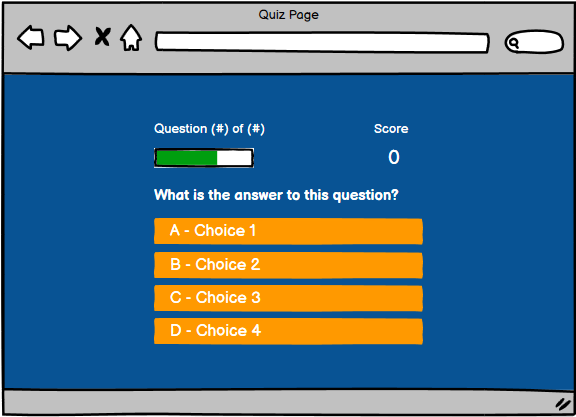 Quiz Page
Question (#) of (#)
Score
0
What is the answer to this question?
A - Choice 1
B - Choice 2
C - Choice 3
D - Choice 4